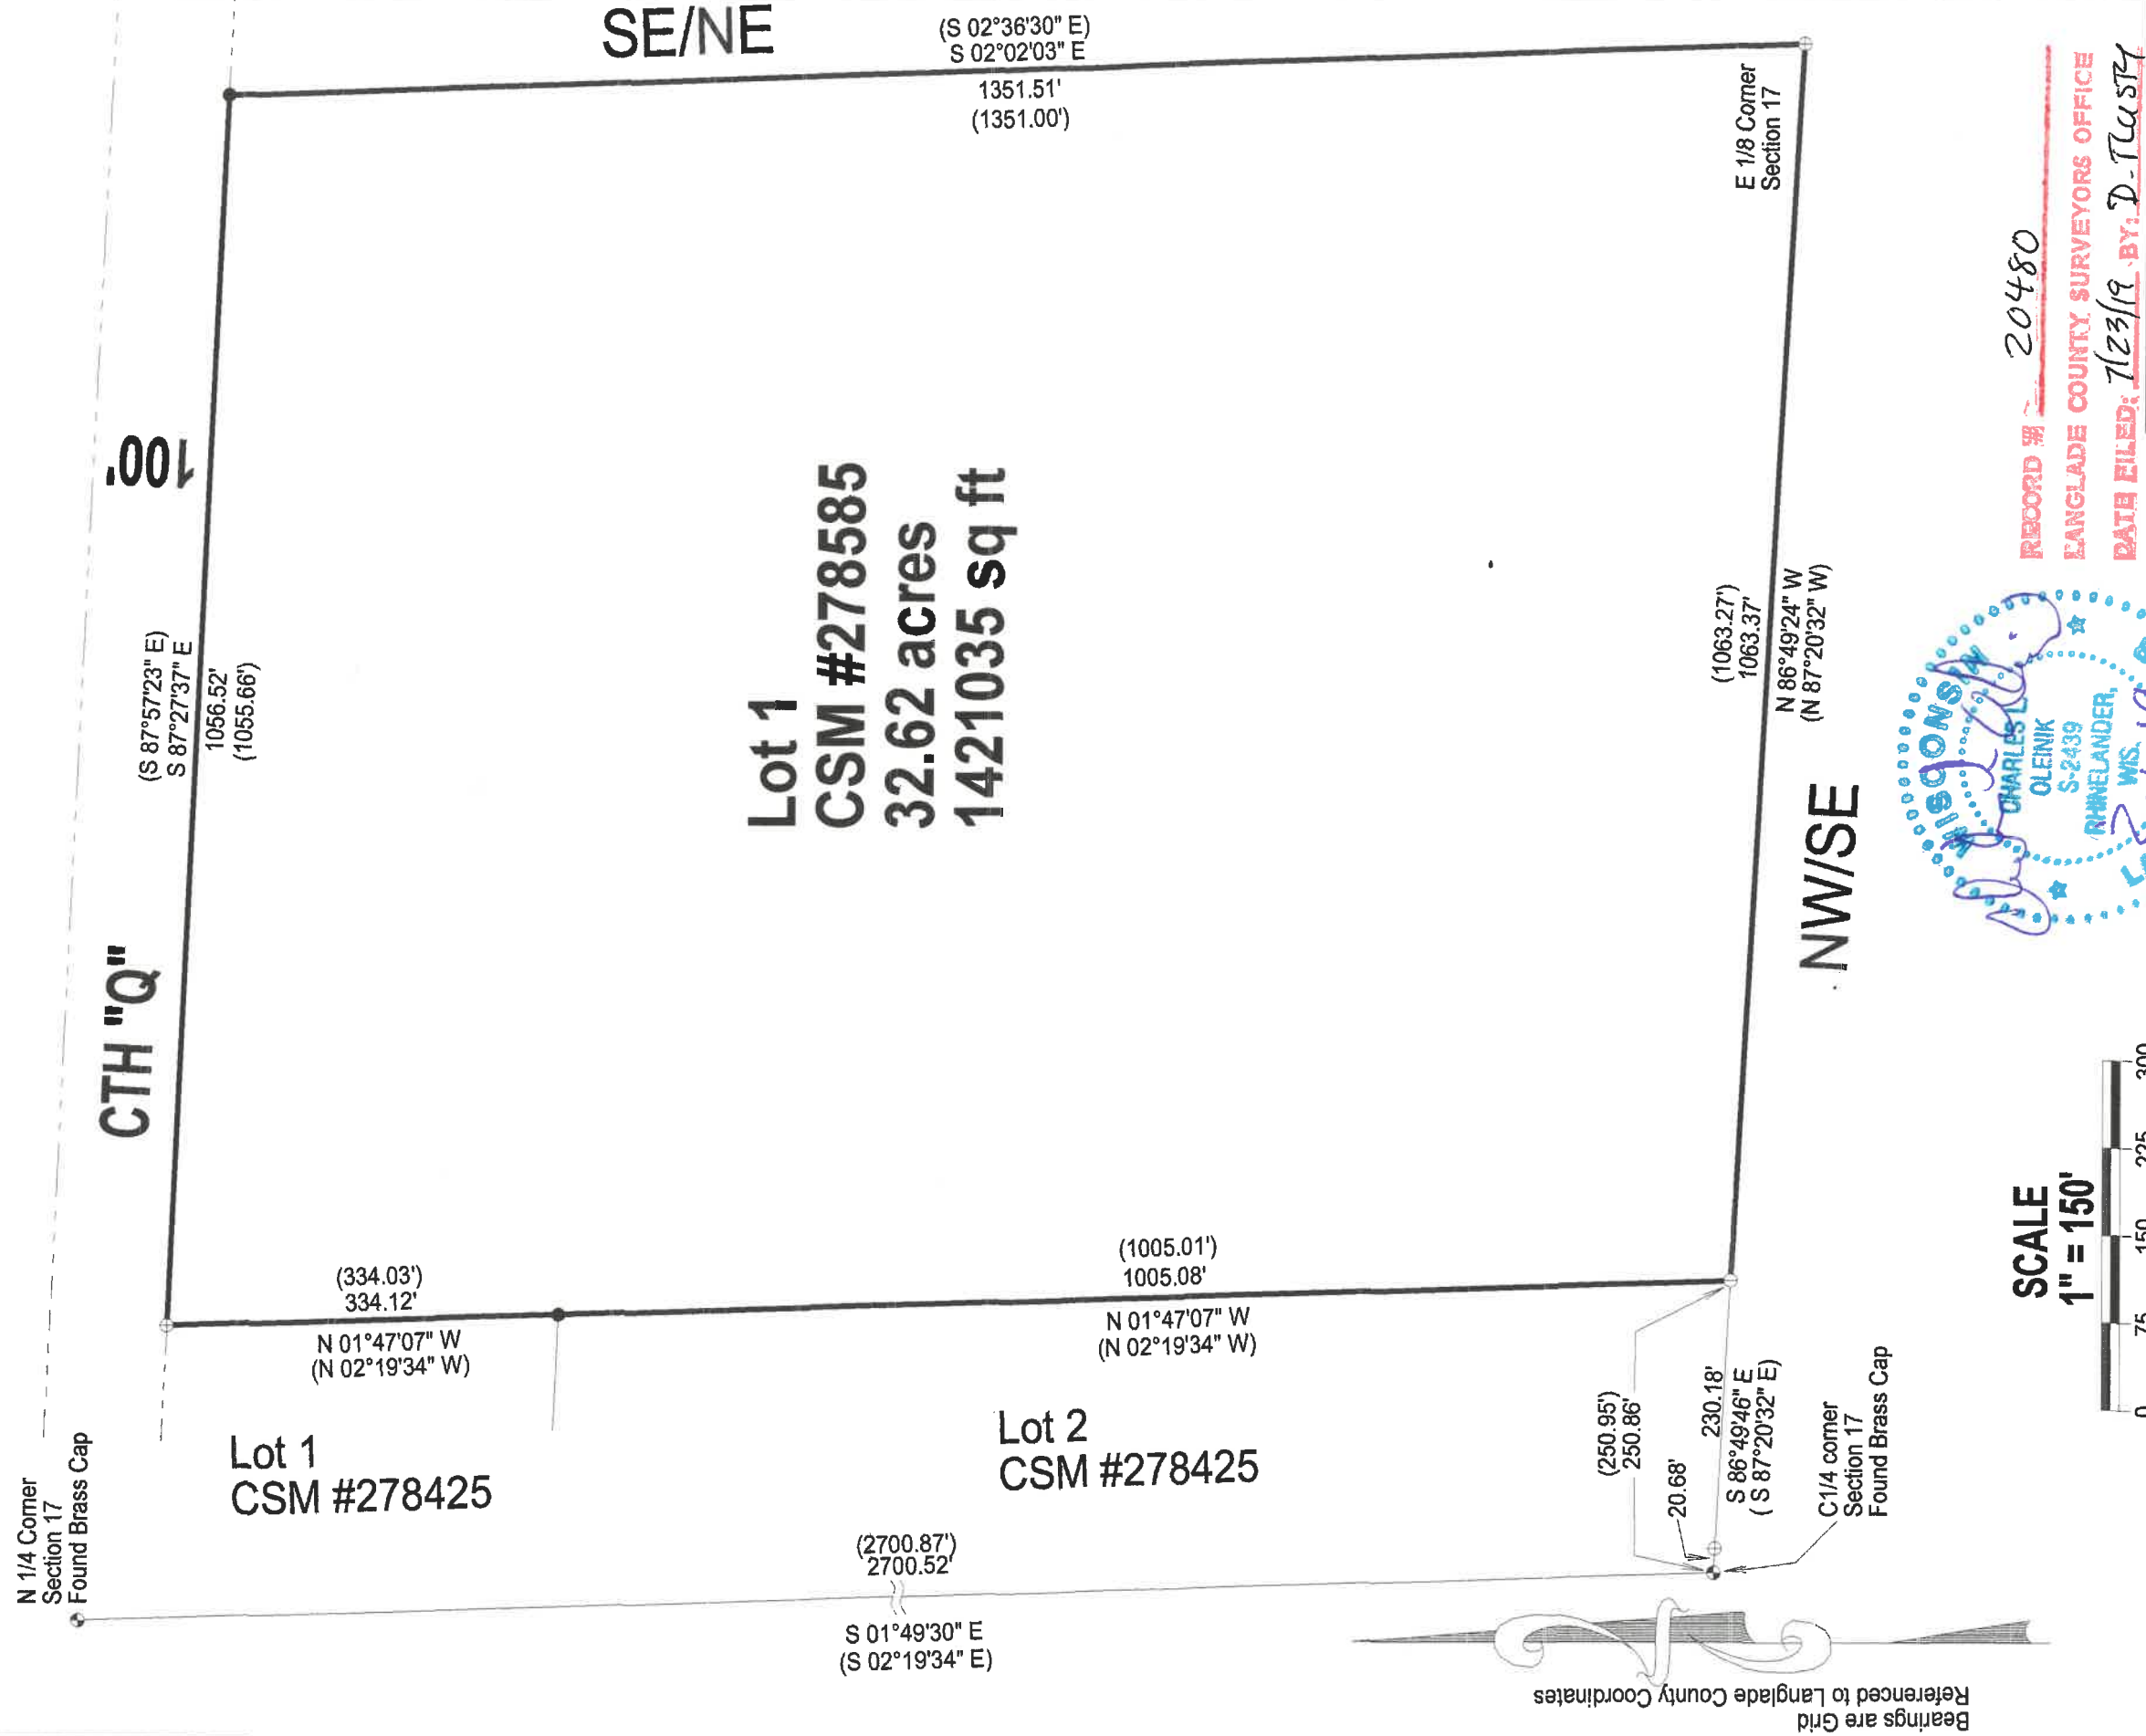 SE/NE
(S 02°36'30" E)
S 02°02'03" E
1351.51'
(1351.00')
E 1/8 Corner
Section 17
100'
(S 87°57'23" E)
S 87°27'37" E
1056.52'
(1055.66')
CTH "Q"
Lot 1
CSM #278585
32.62 acres
1421035 sq ft
(1063.27')
1063.37'
N 86°49'24" W
(N 87°20'32" W)
NW/SE
(334.03')
334.12'
N 01°47'07" W
(N 02°19'34" W)
(1005.01')
1005.08'
N 01°47'07" W
(N 02°19'34" W)
N 1/4 Corner
Section 17
Found Brass Cap
Lot 1
CSM #278425
Lot 2
CSM #278425
(2700.87')
2700.52'
S 01°49'30" E
(S 02°19'34" E)
(250.95')
250.86'
20.68'
230.18'
S 86°49'46" E
( S 87°20'32" E)
C1/4 corner
Section 17
Found Brass Cap
Bearings are Grid
Referenced to Langlade County Coordinates
SCALE
1" = 150'
0 75 150 225 300
WISCONSIN
CHARLES L.
OLEINIK
S-2439
RHINELANDER,
WIS.
RECORD # 20480
LANGLADE COUNTY SURVEYORS OFFICE
DATE FILED: 7/23/19 BY: D-TLUSTY